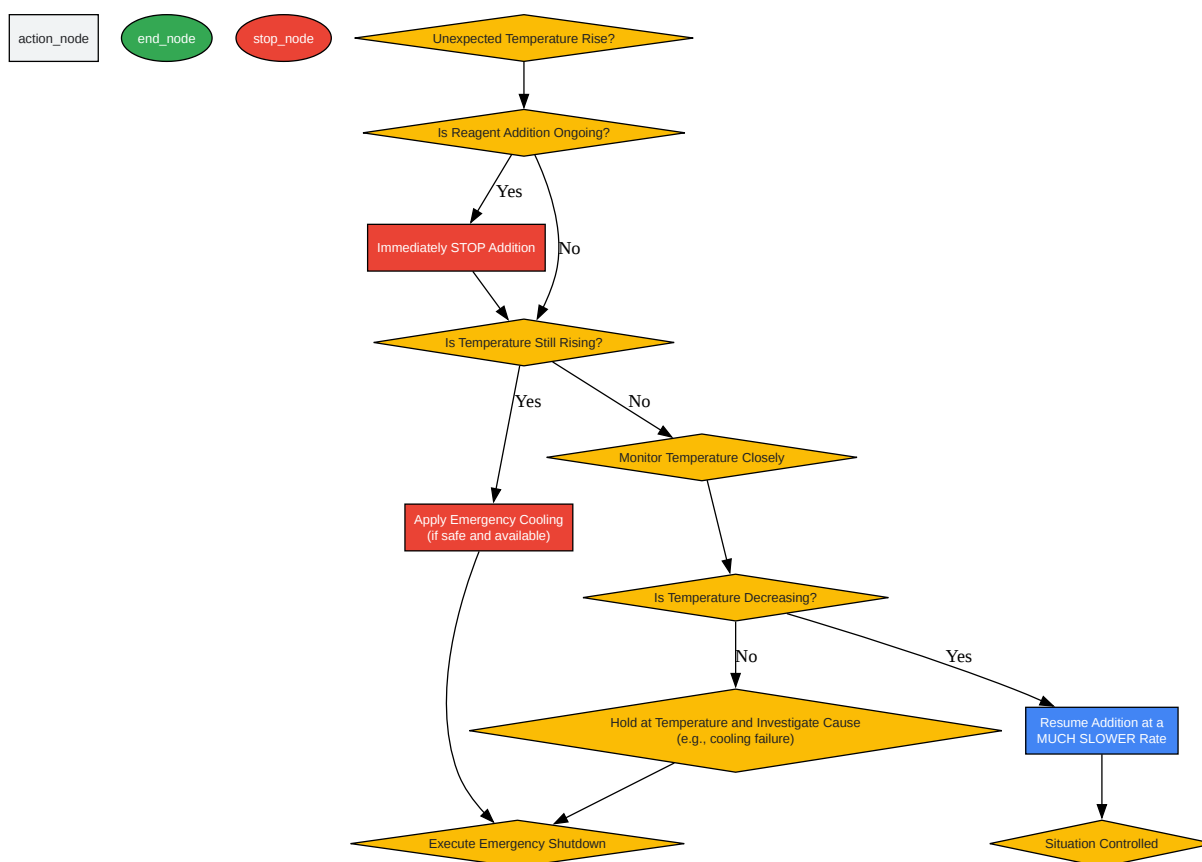 action_node
end_node
stop_node
Unexpected Temperature Rise?
Is Reagent Addition Ongoing?
Yes
Immediately STOP Addition
No
Is Temperature Still Rising?
Yes
No
Monitor Temperature Closely
Apply Emergency Cooling
(if safe and available)
Is Temperature Decreasing?
No
Yes
Hold at Temperature and Investigate Cause
(e.g., cooling failure)
Resume Addition at a
MUCH SLOWER Rate
Execute Emergency Shutdown
Situation Controlled